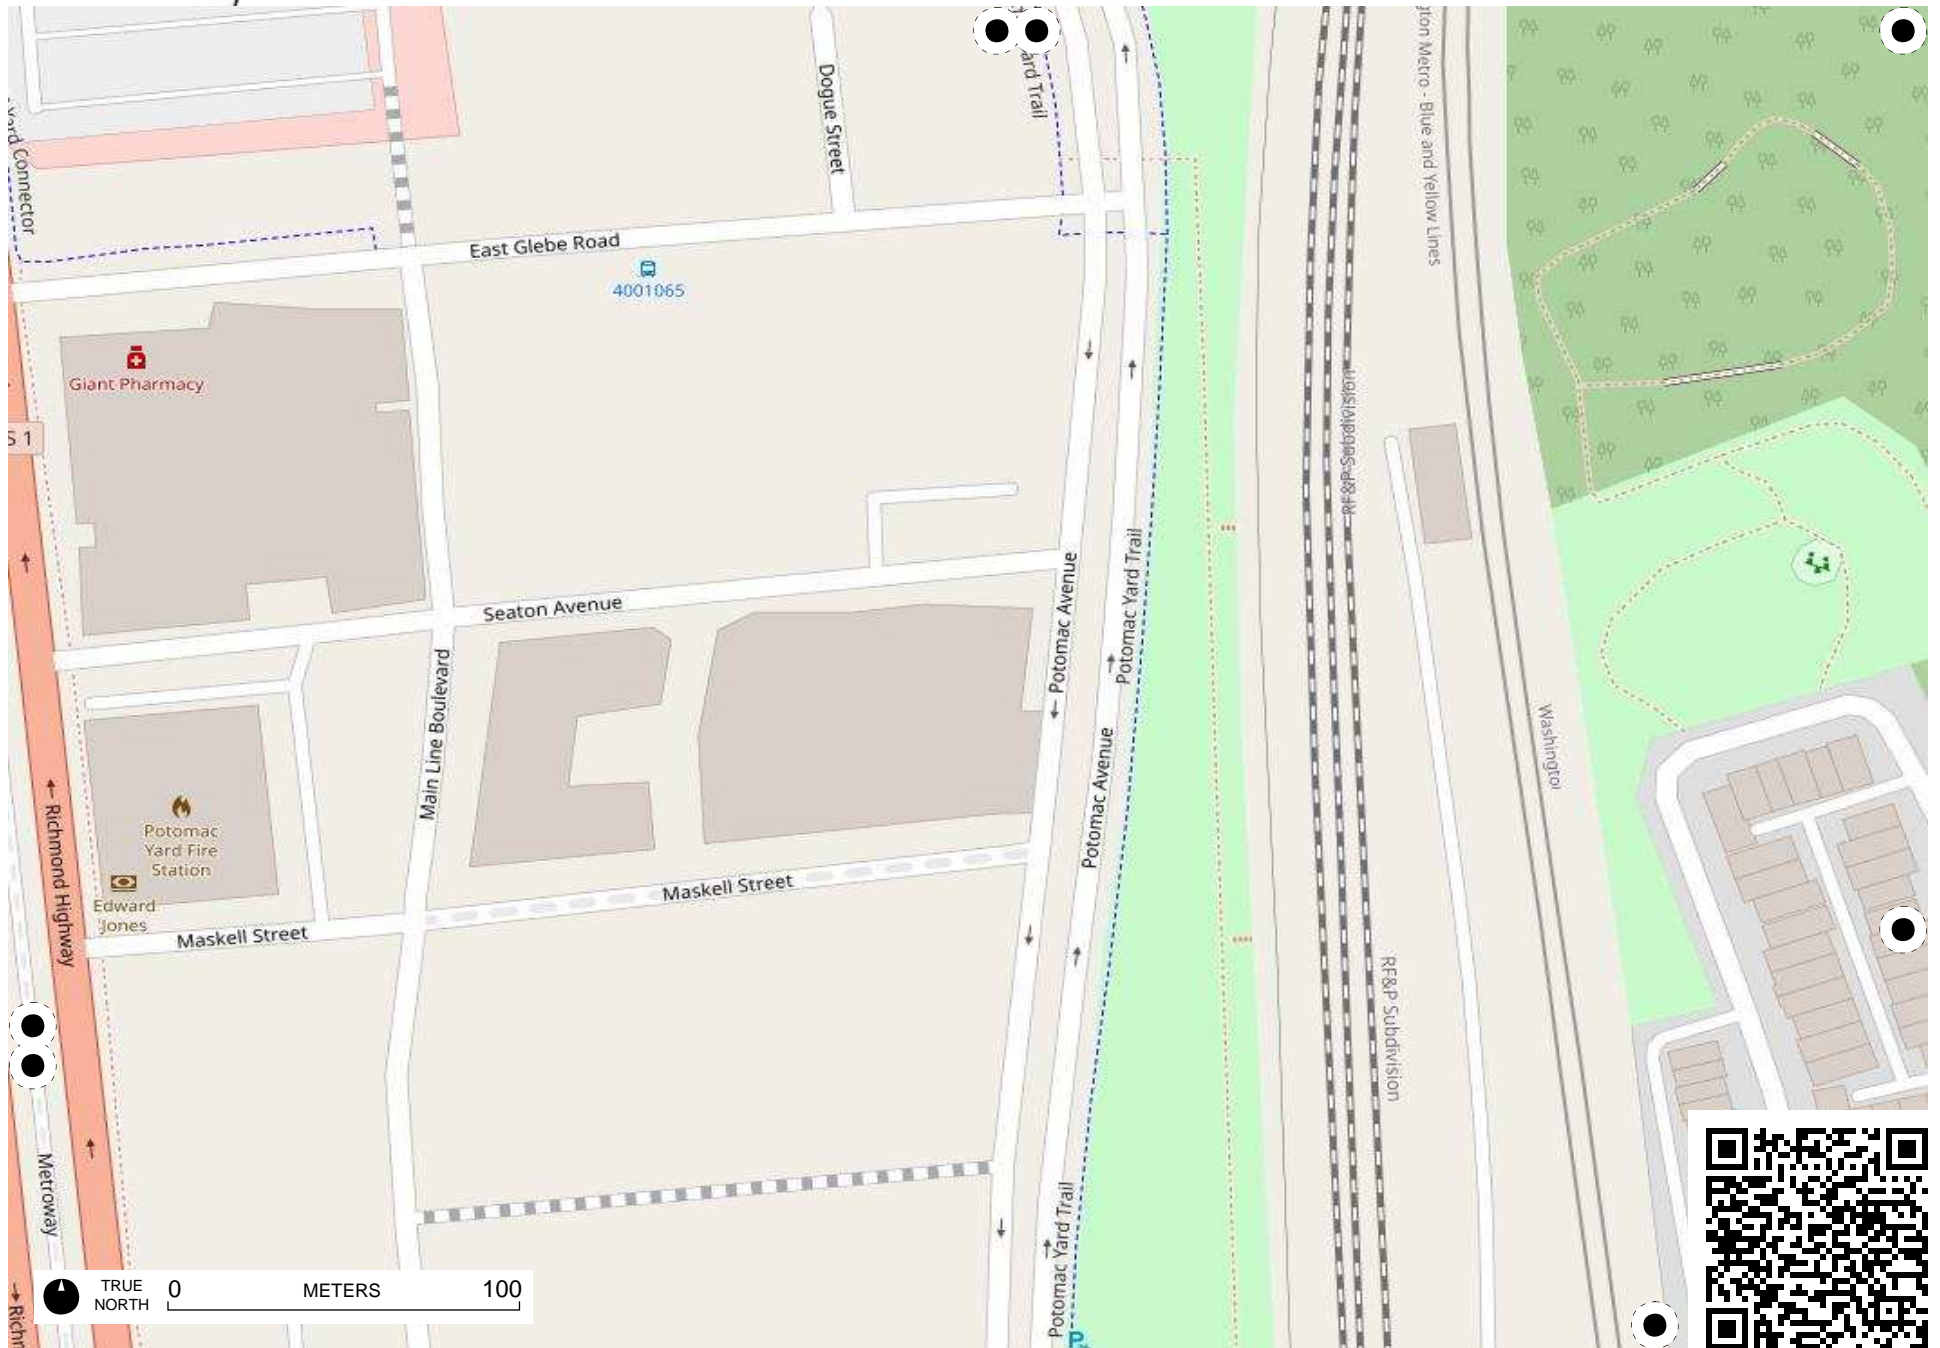 Yard Connector
Dogue Street
ard Trail
gton Metro - Blue and Yellow Lines
East Glebe Road
4001065
Giant Pharmacy
S 1
RF&P Subdivision
Seaton Avenue
Potomac Avenue
Potomac Yard Trail
Main Line Boulevard
Washingto
Potomac Avenue
Richmond Highway
Potomac
Yard Fire
Station
Edward
Jones
Maskell Street
Maskell Street
RF&P Subdivision
Metroway
Potomac Yard Trail
TRUE
NORTH
0 METERS 100
Richm
P